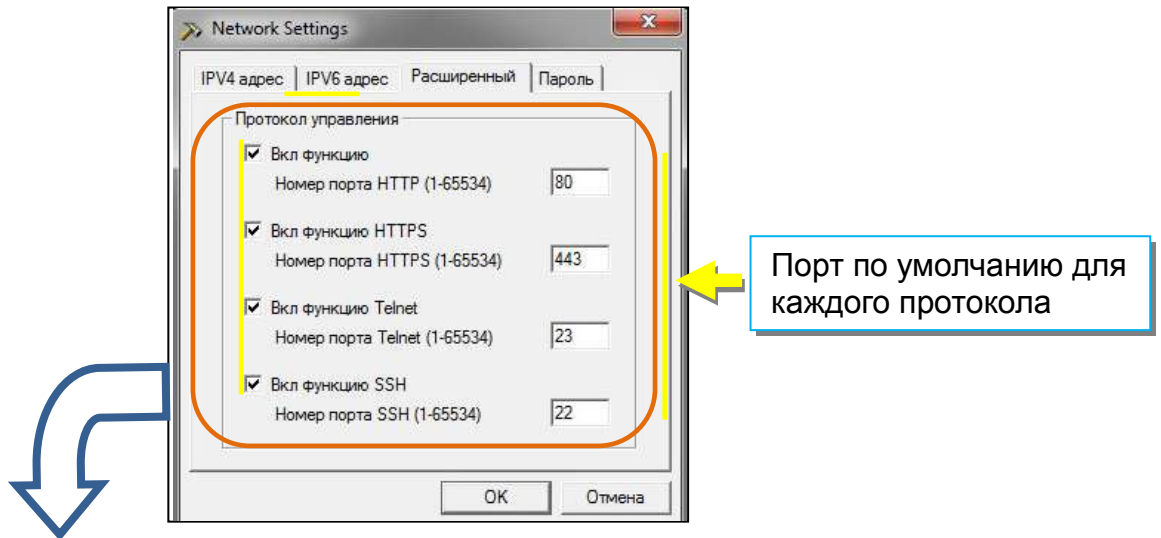 Network Settings
IPV4 адрес
IPV6 адрес
Расширенный
Пароль
Протокол управления
Вкл функцию
Номер порта HTTP (1-65534)
80
Вкл функцию HTTPS
Номер порта HTTPS (1-65534)
443
Вкл функцию Telnet
Номер порта Telnet (1-65534)
23
Вкл функцию SSH
Номер порта SSH (1-65534)
22
OK
Отмена
Порт по умолчанию для
каждого протокола